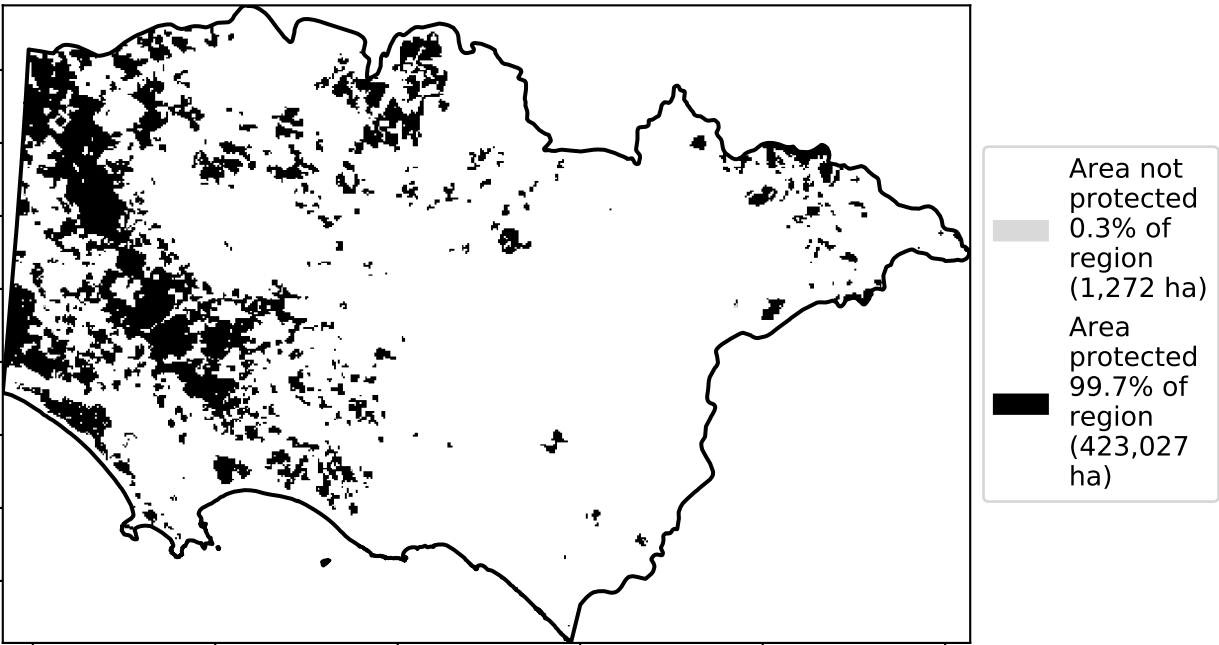 Area not
protected
0.3% of
region
(1,272 ha)
Area
protected
99.7% of
region
(423,027
ha)